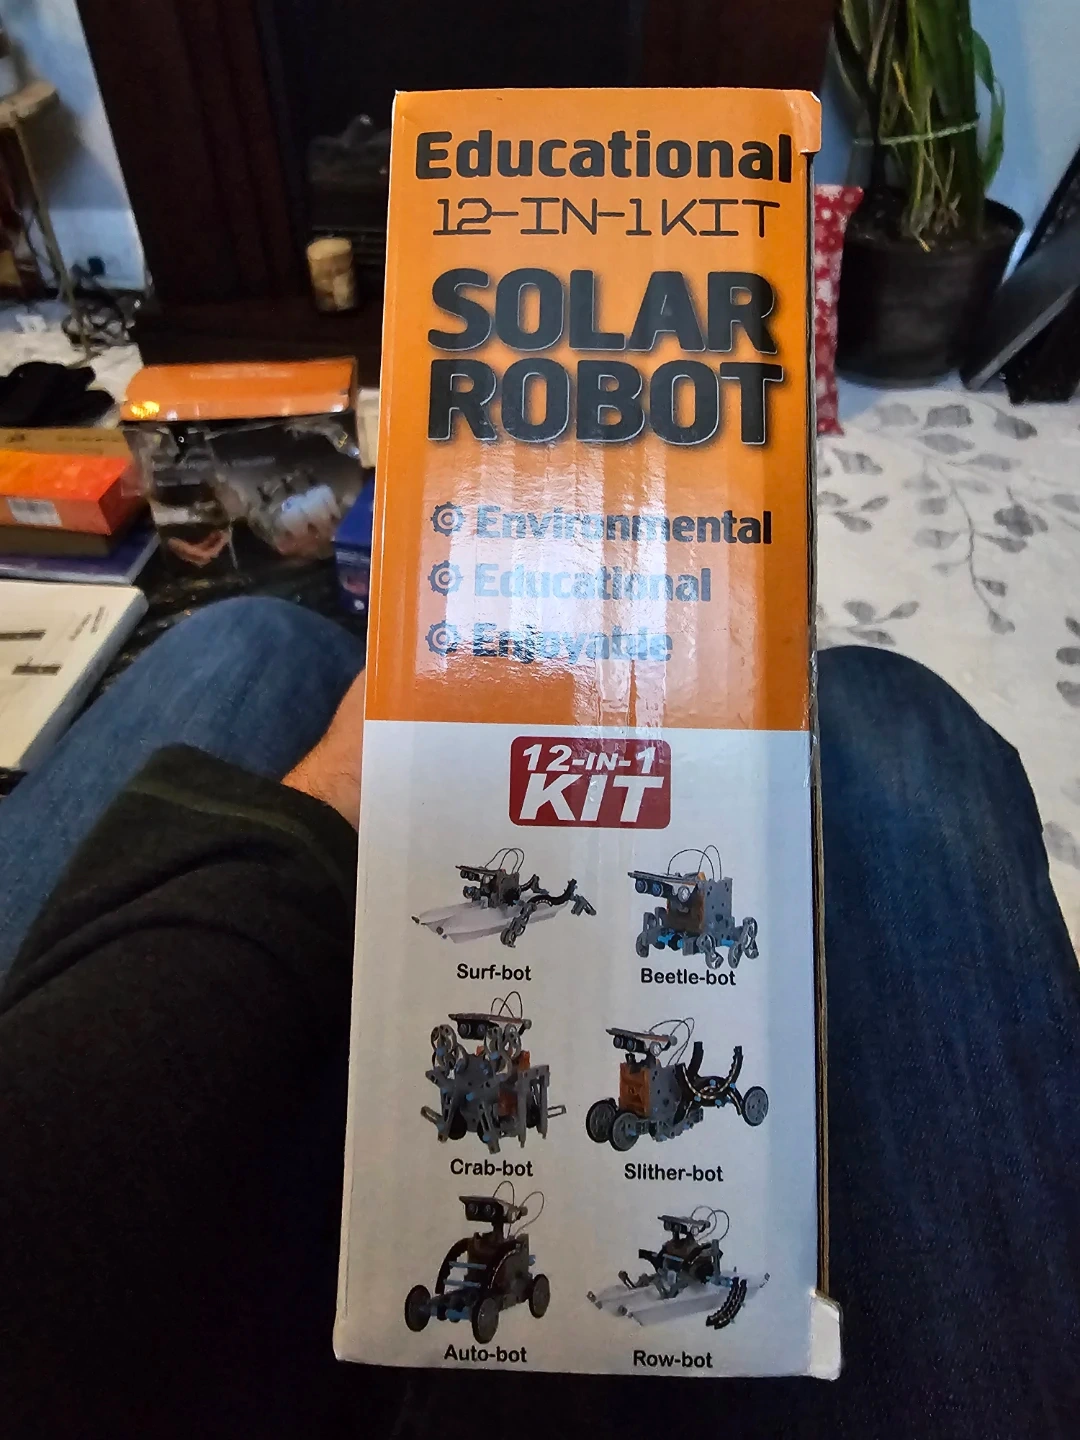 Educational
12-IN-1 KIT
SOLAR
ROBOT
Environmental
Educational
Enjoyable
12-IN-1
KIT
Surf-bot
Beetle-bot
Crab-bot
Slither-bot
Auto-bot
Row-bot